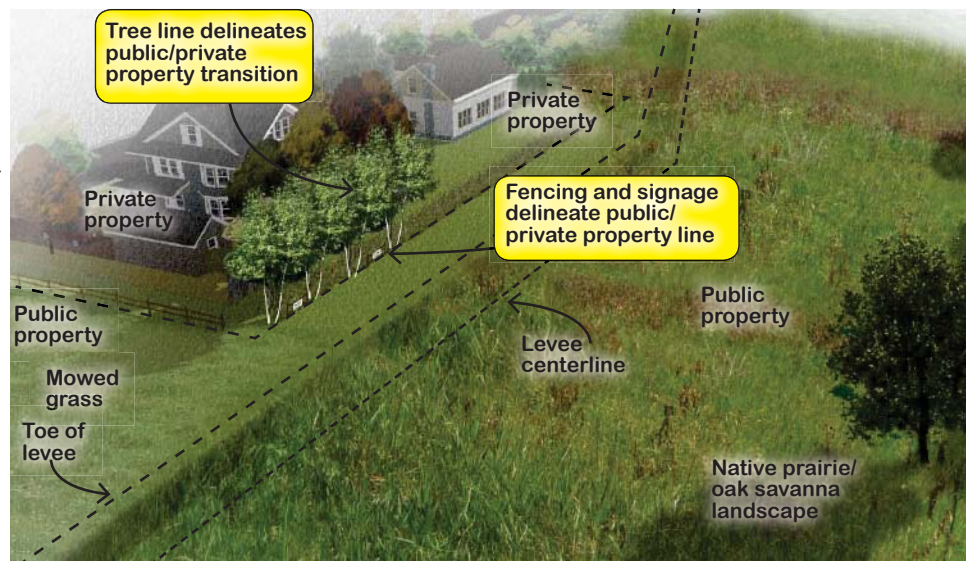 Tree line delineates
public/private
property transition
Private
property
Private
property
Fencing and signage
delineate public/
private property line
Public
property
Public
property
Levee
centerline
Mowed
grass
Toe of
levee
Native prairie/
oak savanna
landscape